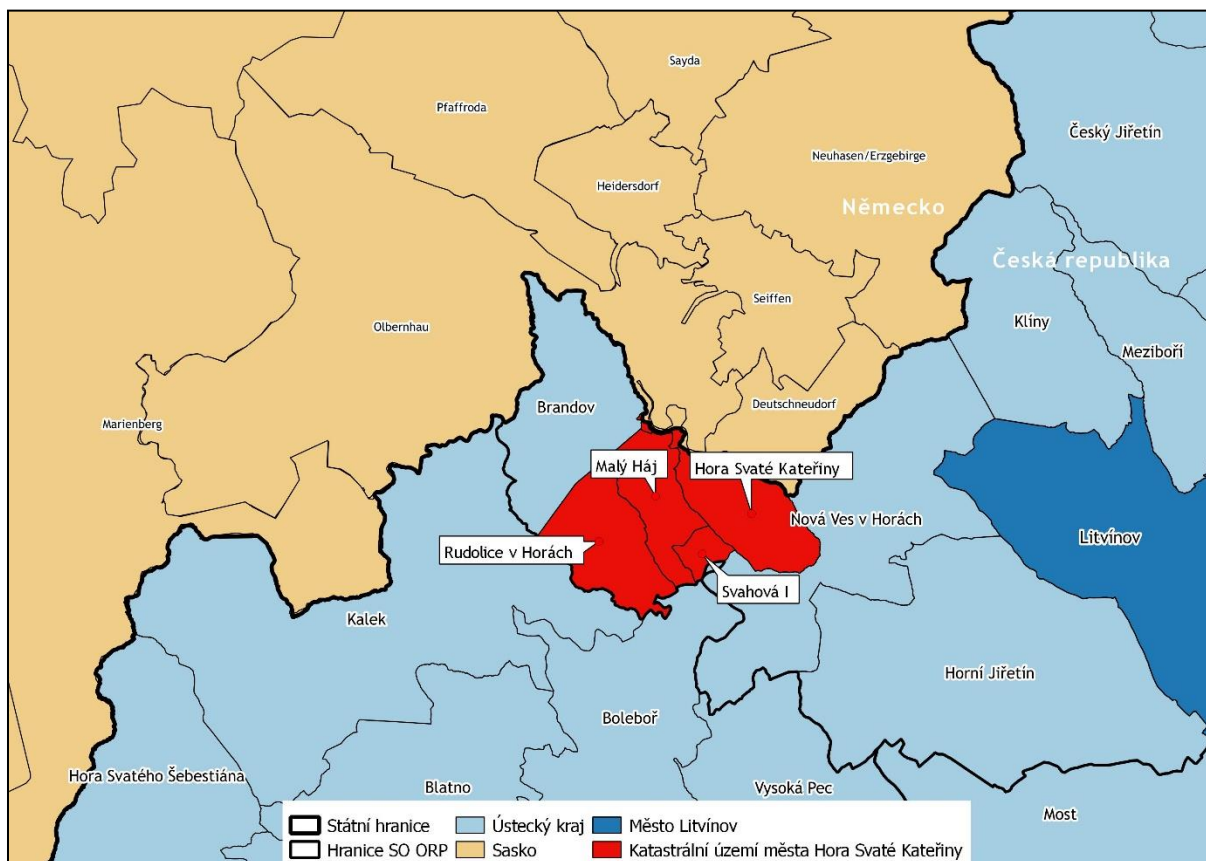 Sayda
Pfaffroda
Český Jiřetín
Neuhasen/Erzgebirge
Heidersdorf
Německo
Česká republika
Seiffen
Klíny
Olbernhau
Meziboří
Brandov
Deutschneudorf
Marienberg
Malý Háj
Hora Svaté Kateřiny
Nová Ves v Horách
Litvínov
Rudolice v Horách
Svahová I
Kalek
Horní Jiřetín
Boleboř
Hora Svatého Šebestiána
Blatno
Vysoká Pec
Most
Státní hranice
Ústecký kraj
Město Litvínov
Hranice SO ORP
Sasko
Katastrální území města Hora Svaté Kateřiny